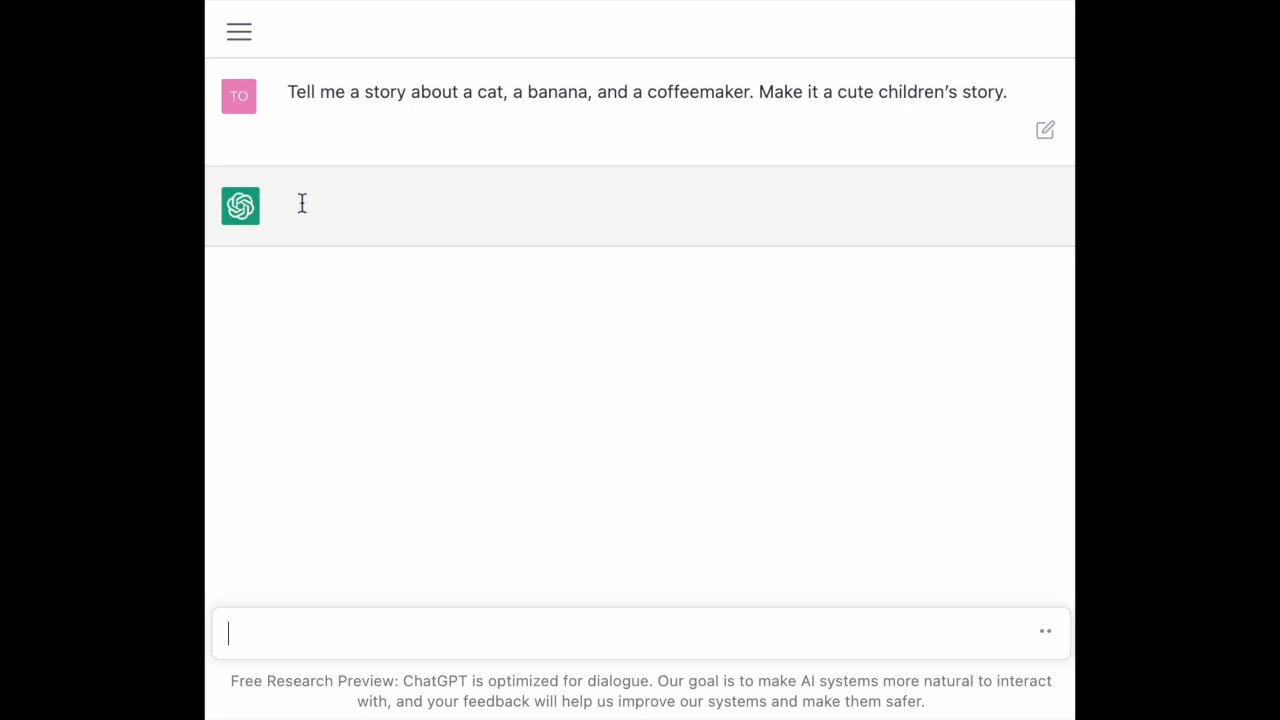 TO
Tell me a story about a cat, a banana, and a coffeemaker. Make it a cute children’s story.
Free Research Preview: ChatGPT is optimized for dialogue. Our goal is to make AI systems more natural to interact
with, and your feedback will help us improve our systems and make them safer.